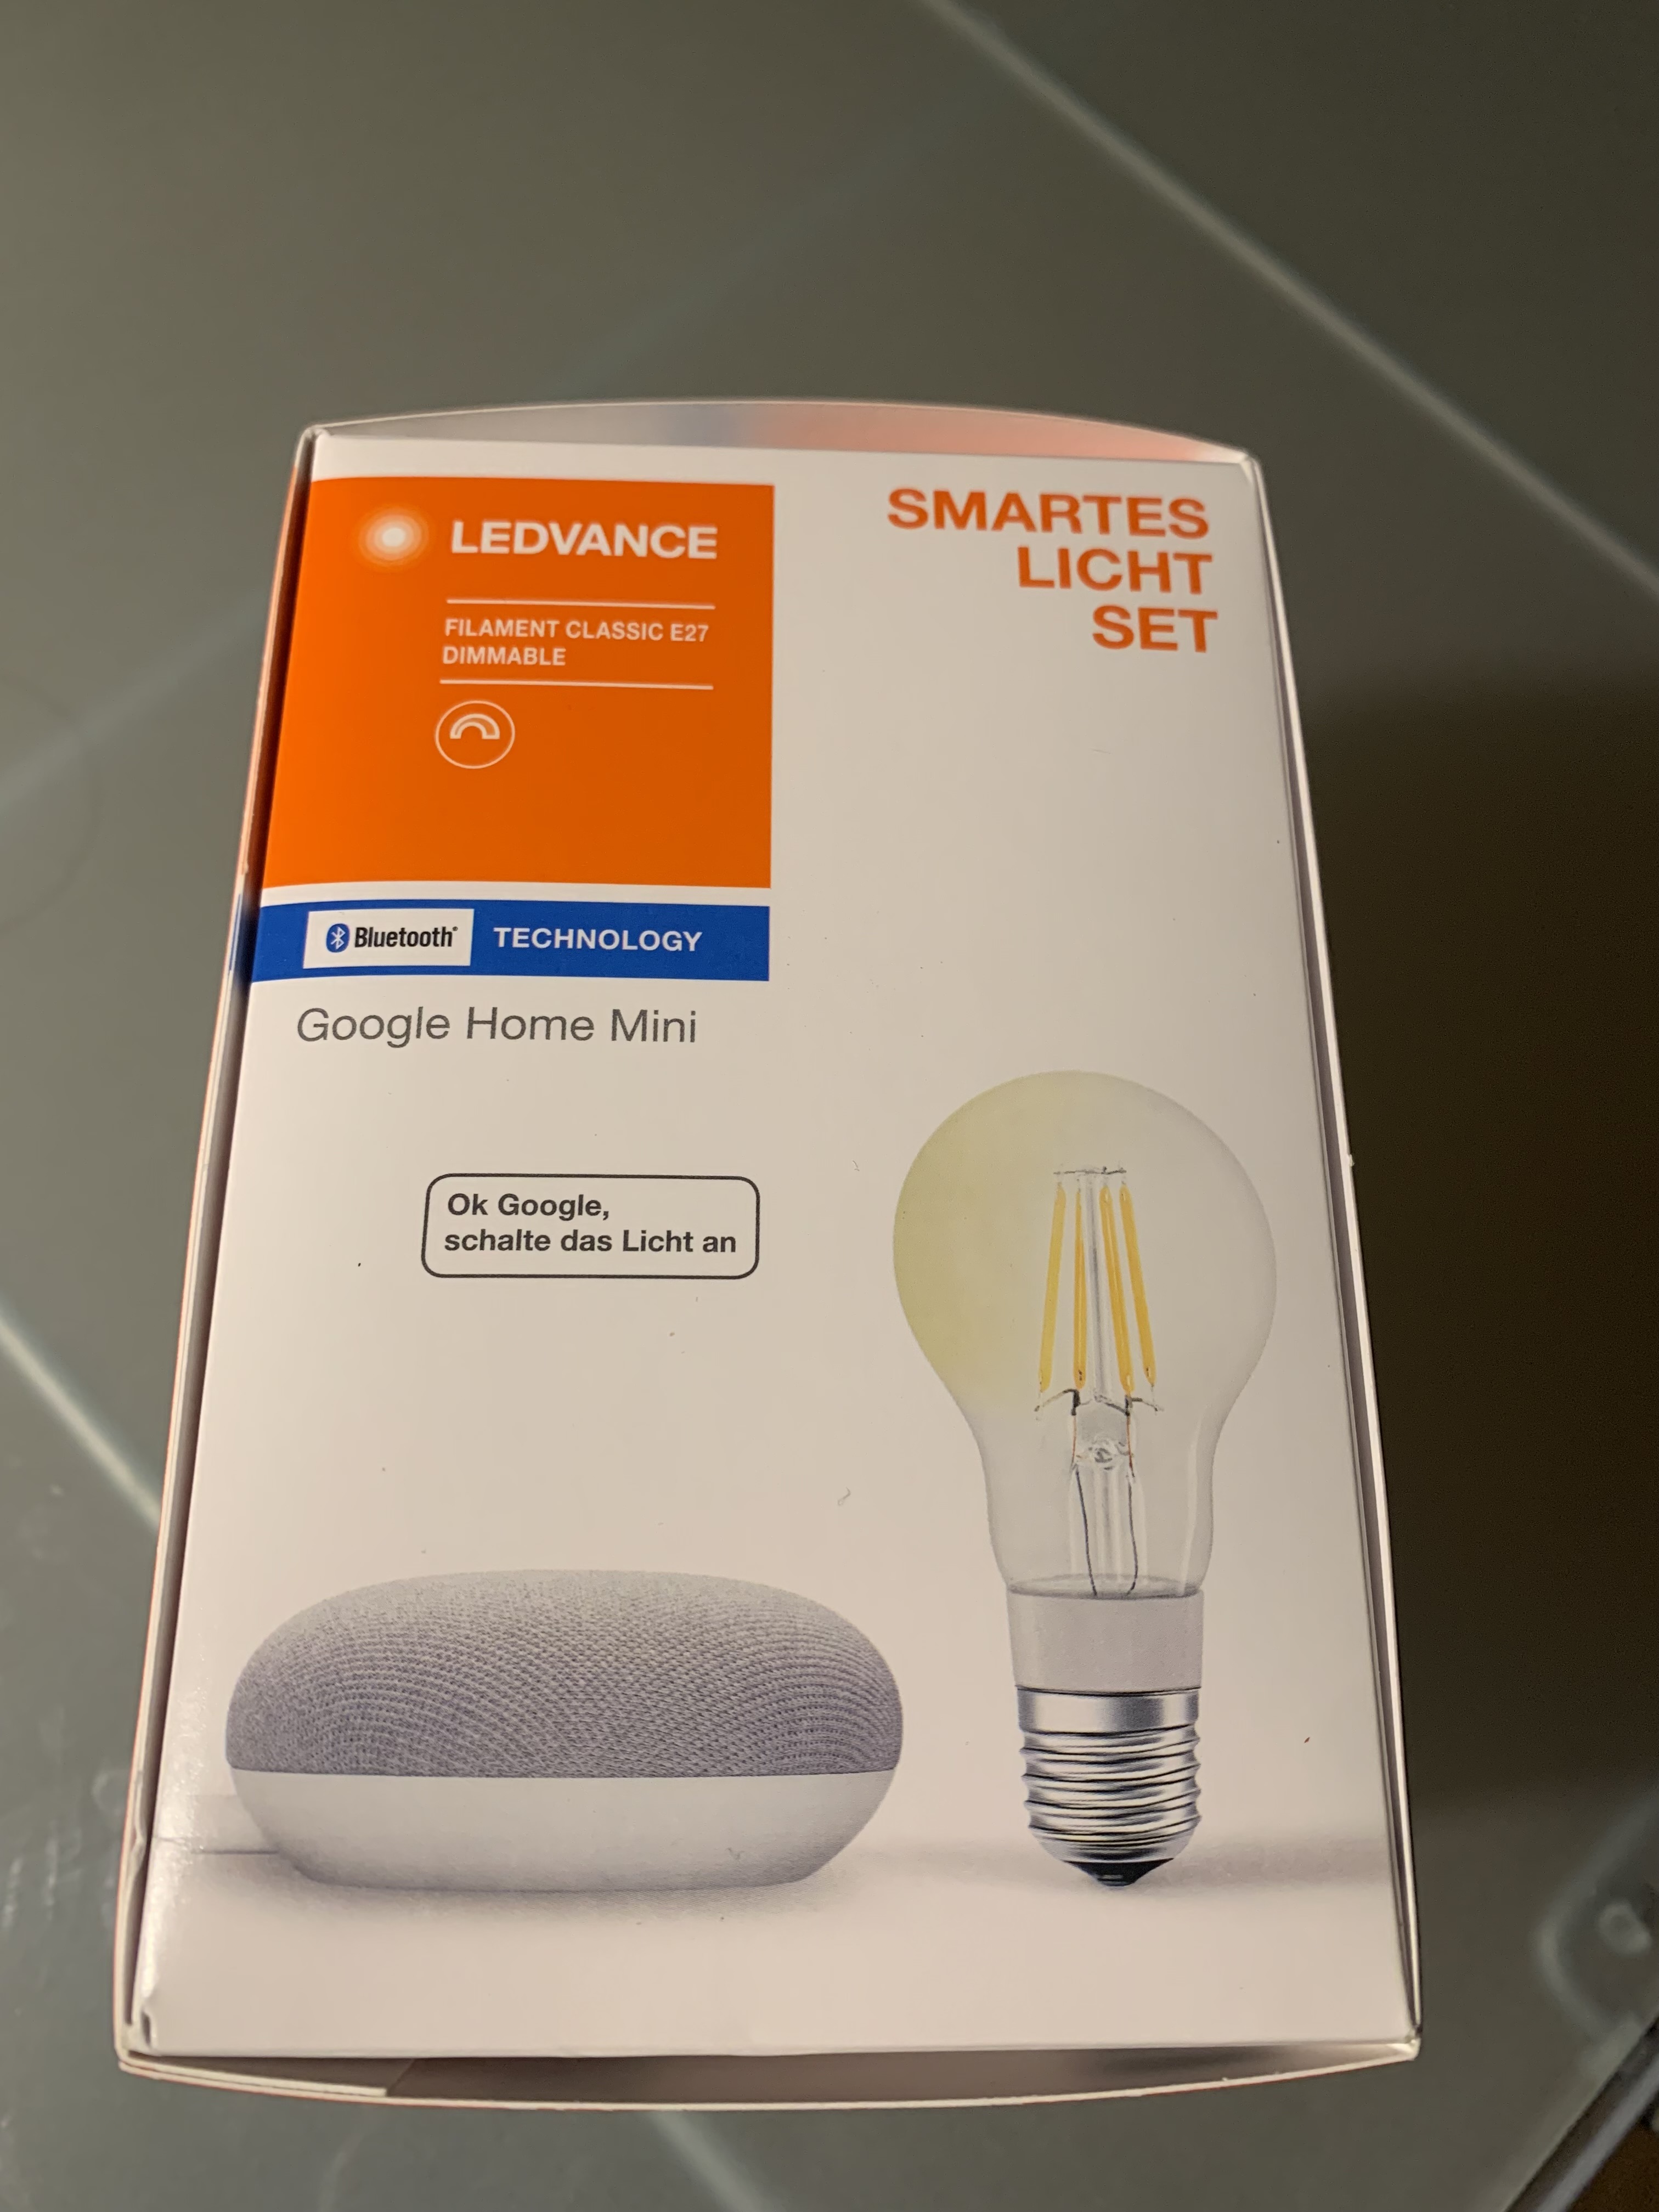 LEDVANCE
FILAMENT CLASSIC E27
DIMMABLE
SMARTES
LICHT
SET
Bluetooth® TECHNOLOGY
Google Home Mini
Ok Google,
schalte das Licht an